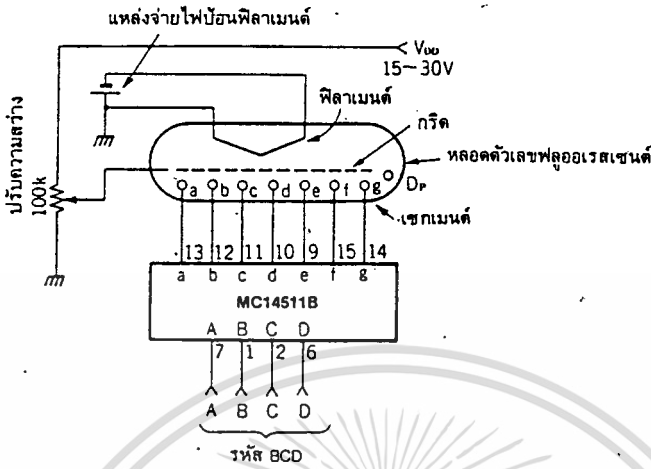 แหล่งจ่ายไฟป้อนฟิลาเมนต์
VDD
15~30V
ฟิลาเมนต์
กริด
หลอดตัวเลขฟลูออเรสเซนต์
ปรับความสว่าง
100k
a b c d e f g DP
เซกเมนต์
13 12 11 10 9 15 14
a b c d e f g
MC14511B
A B C D
7 1 2 6
A B C D
รหัส BCD